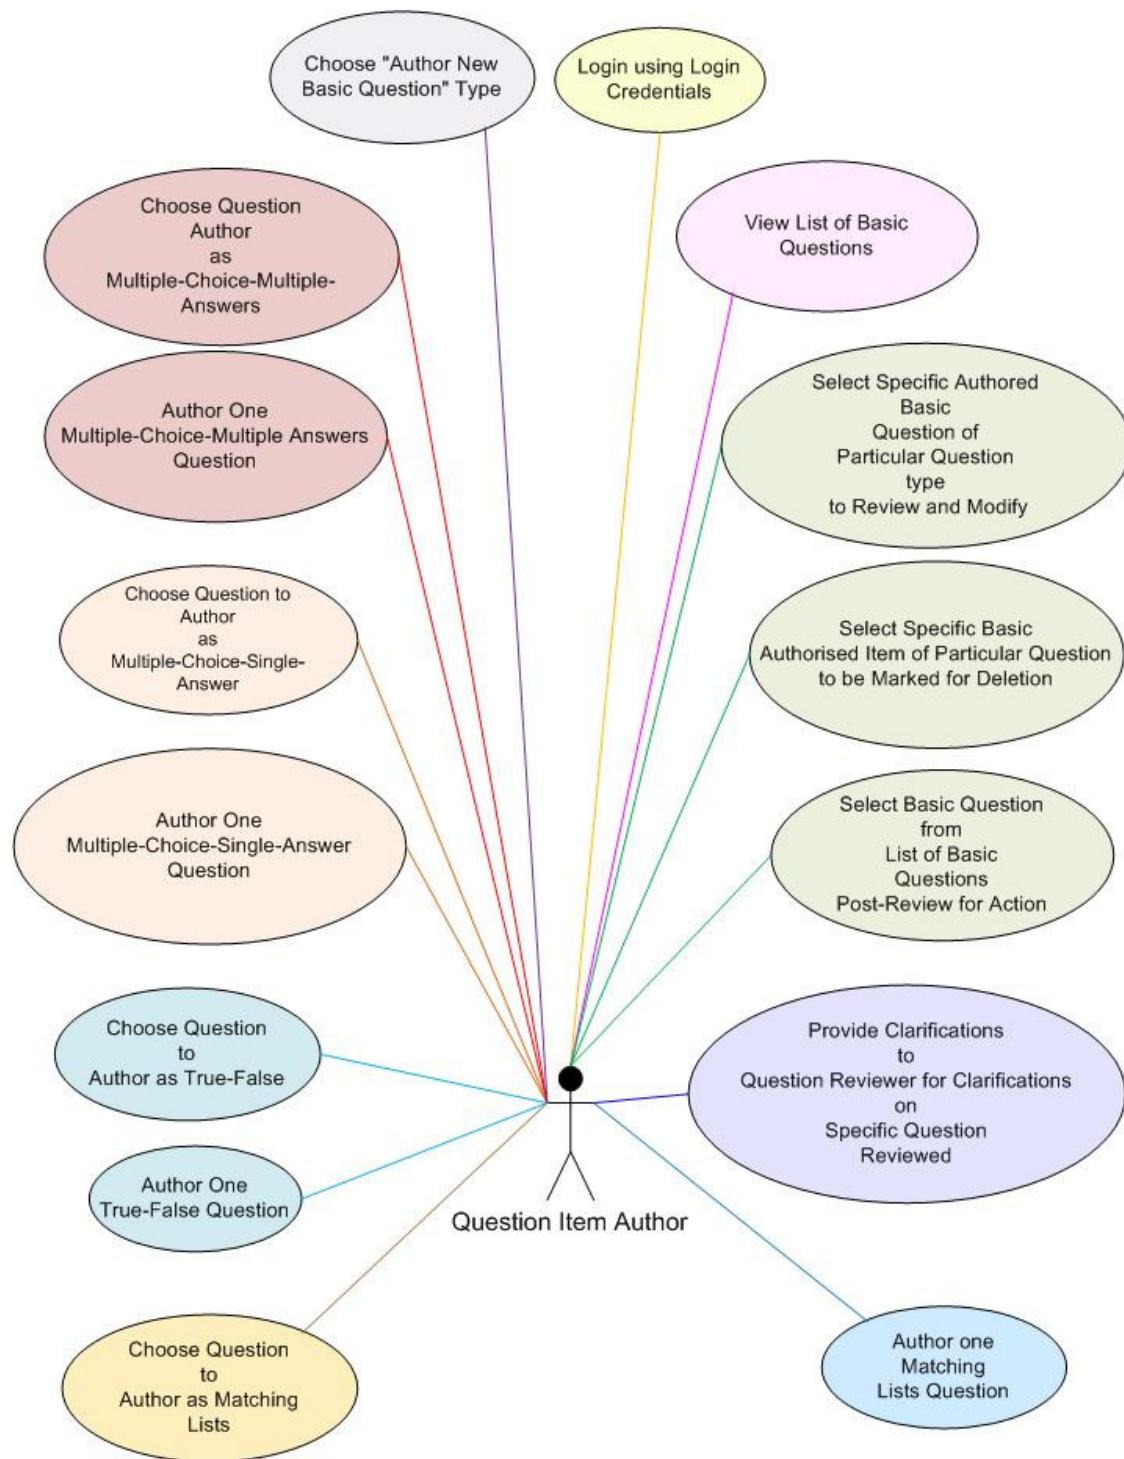 Choose "Author New
Basic Question" Type
Login using Login
Credentials
Choose Question
Author
as
Multiple-Choice-Multiple-
Answers
View List of Basic
Questions
Author One
Multiple-Choice-Multiple Answers
Question
Select Specific Authored
Basic
Question of
Particular Question
type
to Review and Modify
Choose Question to
Author
as
Multiple-Choice-Single-
Answer
Select Specific Basic
Authorised Item of Particular Question
to be Marked for Deletion
Author One
Multiple-Choice-Single-Answer
Question
Select Basic Question
from
List of Basic
Questions
Post-Review for Action
Choose Question
to
Author as True-False
Provide Clarifications
to
Question Reviewer for Clarifications
on
Specific Question
Reviewed
Author One
True-False Question
Question Item Author
Choose Question
to
Author as Matching
Lists
Author one
Matching
Lists Question